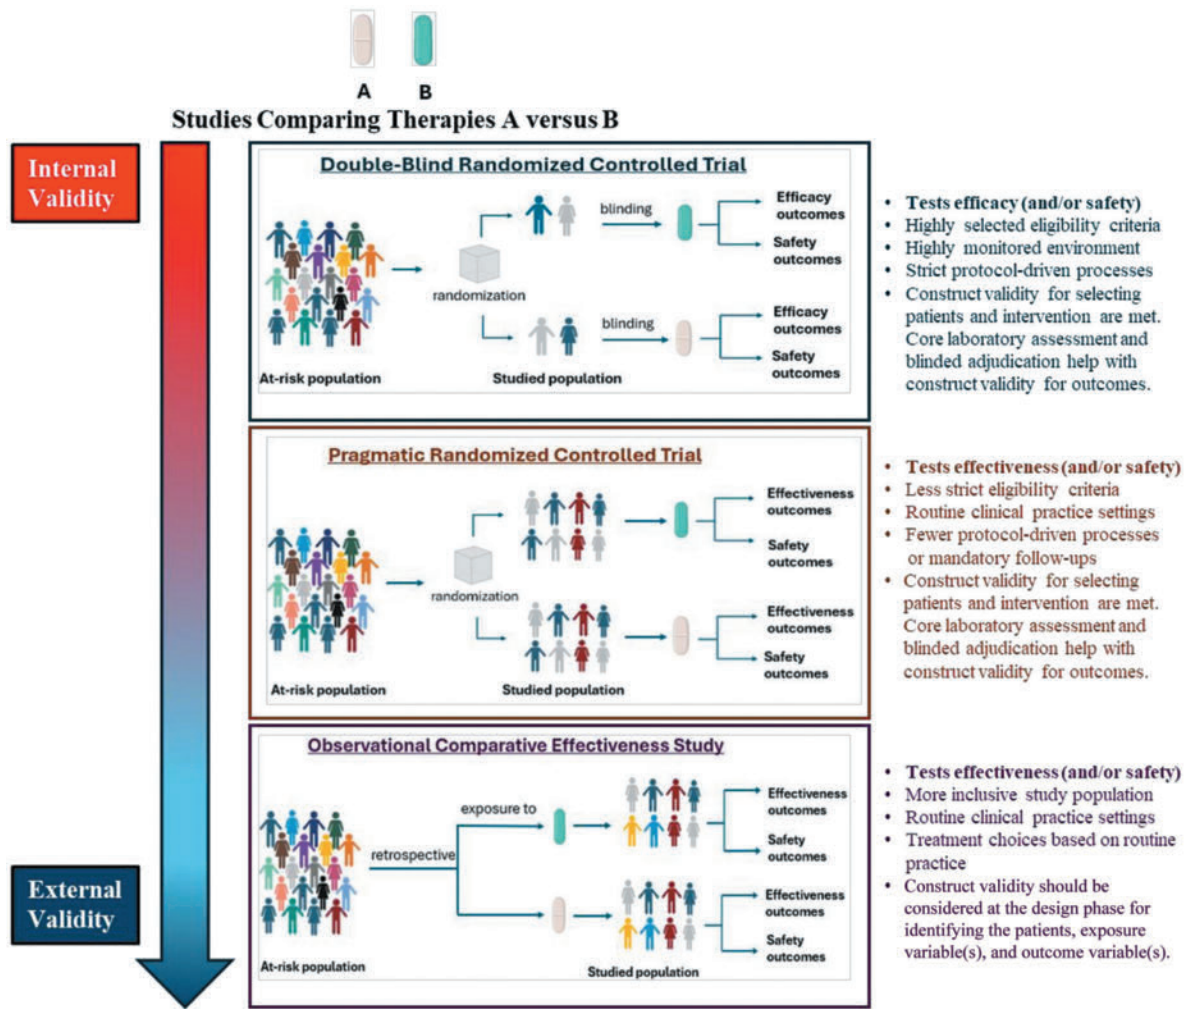 A B
Studies Comparing Therapies A versus B
Internal
Validity
Double-Blind Randomized Controlled Trial
blinding
Efficacy
outcomes
Safety
outcomes
randomization
blinding
Efficacy
outcomes
Safety
outcomes
At-risk population
Studied population
• Tests efficacy (and/or safety)
• Highly selected eligibility criteria
• Highly monitored environment
• Strict protocol-driven processes
• Construct validity for selecting
patients and intervention are met.
Core laboratory assessment and
blinded adjudication help with
construct validity for outcomes.
Pragmatic Randomized Controlled Trial
Effectiveness
outcomes
Safety
outcomes
randomization
Effectiveness
outcomes
Safety
outcomes
At-risk population
Studied population
• Tests effectiveness (and/or safety)
• Less strict eligibility criteria
• Routine clinical practice settings
• Fewer protocol-driven processes
or mandatory follow-ups
• Construct validity for selecting
patients and intervention are met.
Core laboratory assessment and
blinded adjudication help with
construct validity for outcomes.
External
Validity
Observational Comparative Effectiveness Study
exposure to
Effectiveness
outcomes
Safety
outcomes
retrospective
Effectiveness
outcomes
Safety
outcomes
At-risk population
Studied population
• Tests effectiveness (and/or safety)
• More inclusive study population
• Routine clinical practice settings
• Treatment choices based on routine
practice
• Construct validity should be
considered at the design phase for
identifying the patients, exposure
variable(s), and outcome variable(s).